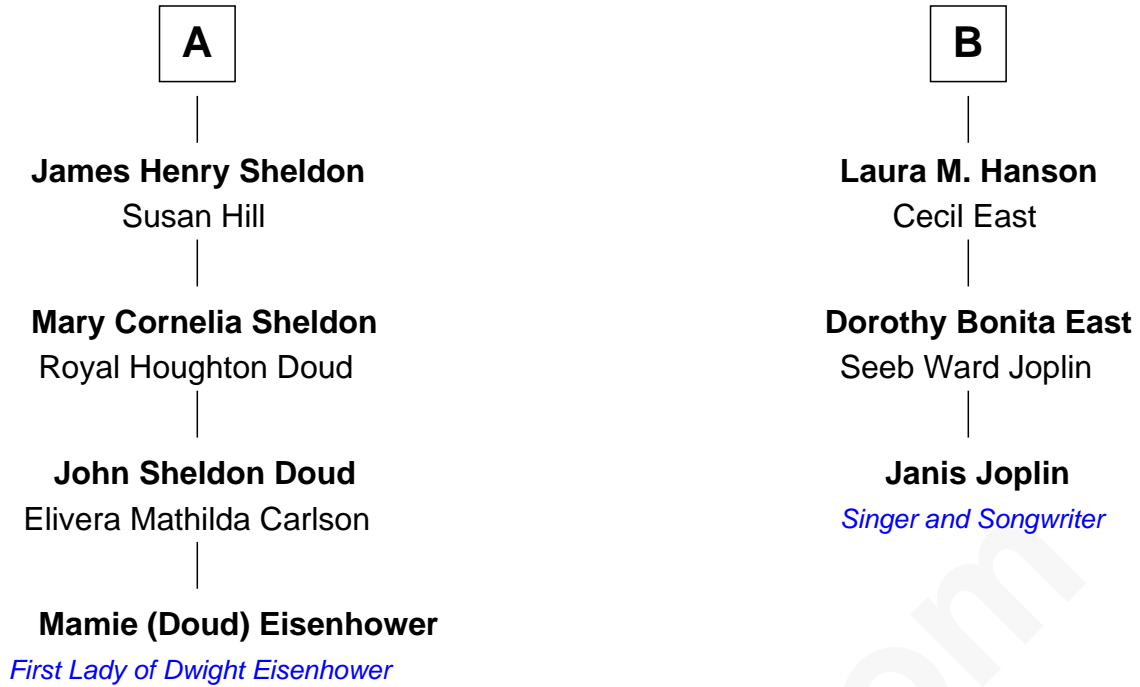 A
James Henry Sheldon
Susan Hill
Mary Cornelia Sheldon
Royal Houghton Doud
John Sheldon Doud
Elivera Mathilda Carlson
Mamie (Doud) Eisenhower
First Lady of Dwight Eisenhower
B
Laura M. Hanson
Cecil East
Dorothy Bonita East
Seeb Ward Joplin
Janis Joplin
Singer and Songwriter
om